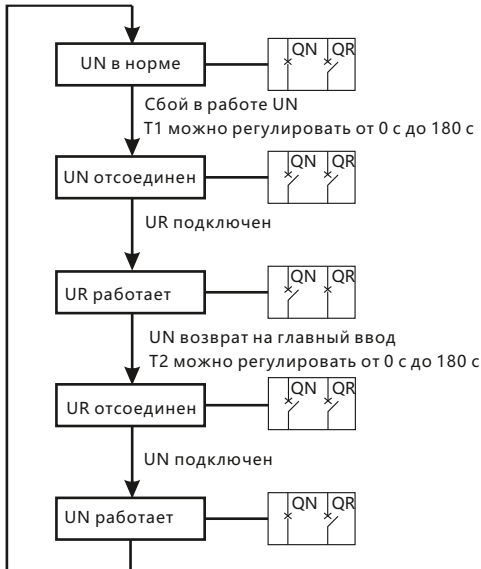 UN в норме
QN QR
Сбой в работе UN
T1 можно регулировать от 0 с до 180 с
UN отсоединен
QN QR
UR подключен
UR работает
QN QR
UN возврат на главный ввод
T2 можно регулировать от 0 с до 180 с
UR отсоединен
QN QR
UN подключен
UN работает
QN QR